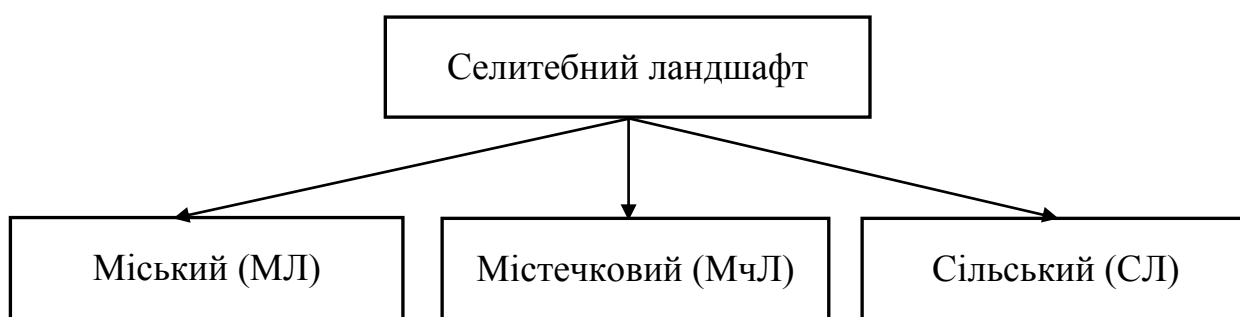 Селитебний ландшафт
Міський (МЛ)
Містечковий (МчЛ)
Сільський (СЛ)